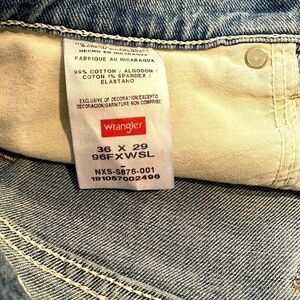 HECHO EN NICARAGUA
FABRIQUE AU NICARAGUA
99% COTTON / ALGODON /
COTON 1% SPANDEX /
ELASTANO
EXCLUSIVE OF DECORATION/EXCEPTO
DECORACION/GARNITURE NON COMPRISE
Wrangler
36 X 29
96FXWSL
-
NXS-S876-001
191057002496